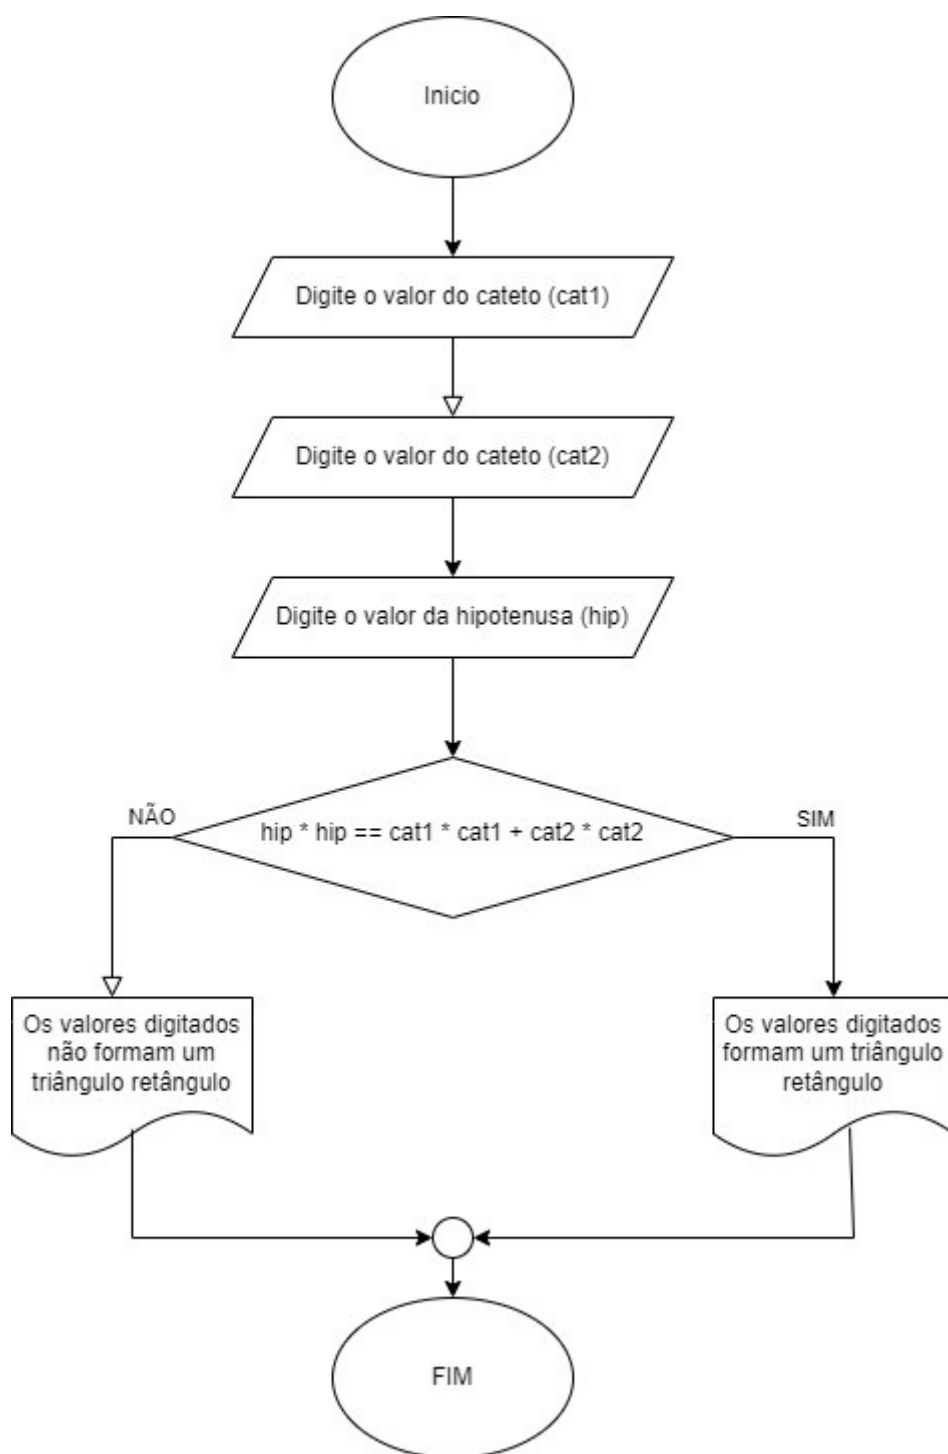 Inicio
Digite o valor do cateto (cat1)
Digite o valor do cateto (cat2)
Digite o valor da hipotenusa (hip)
hip * hip == cat1 * cat1 + cat2 * cat2
NÃO
SIM
Os valores digitados
não formam um
triângulo retângulo
Os valores digitados
formam um triângulo
retângulo
FIM